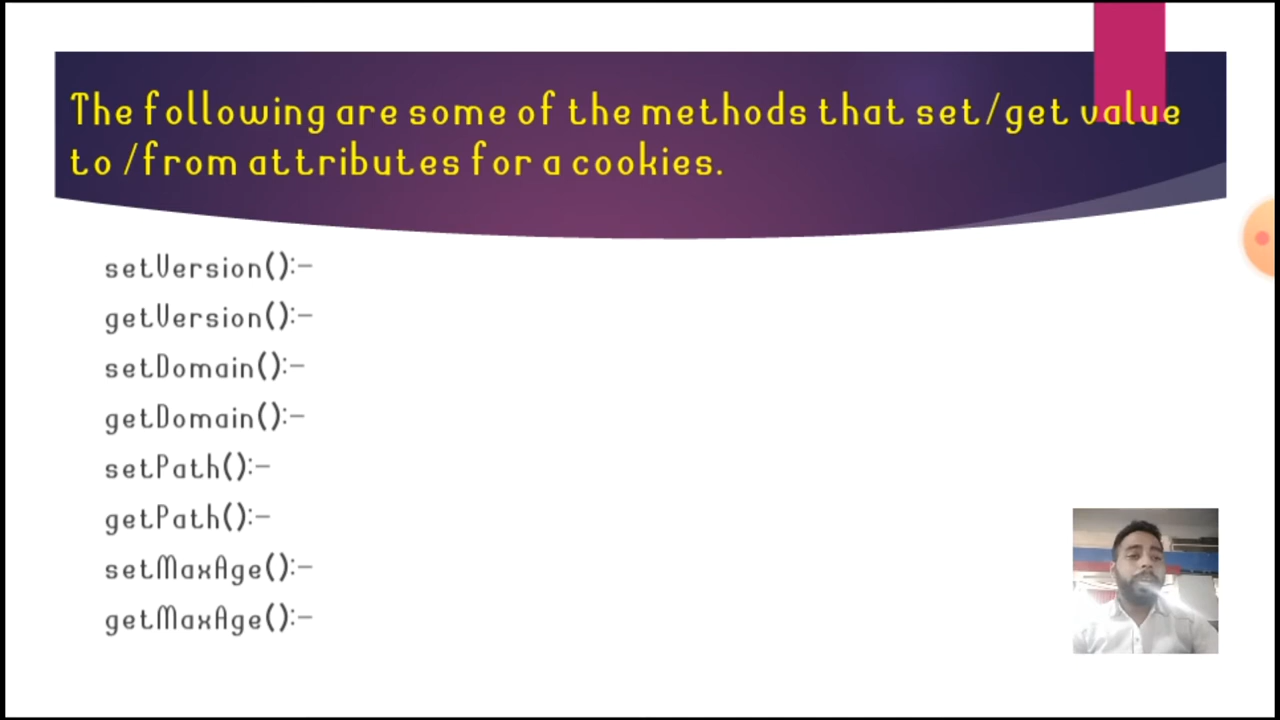 The following are some of the methods that set/get value
to /from attributes for a cookies.
setVersion():-
getVersion():-
setDomain():-
getDomain():-
setPath():-
getPath():-
setMaxAge():-
getMaxAge():-